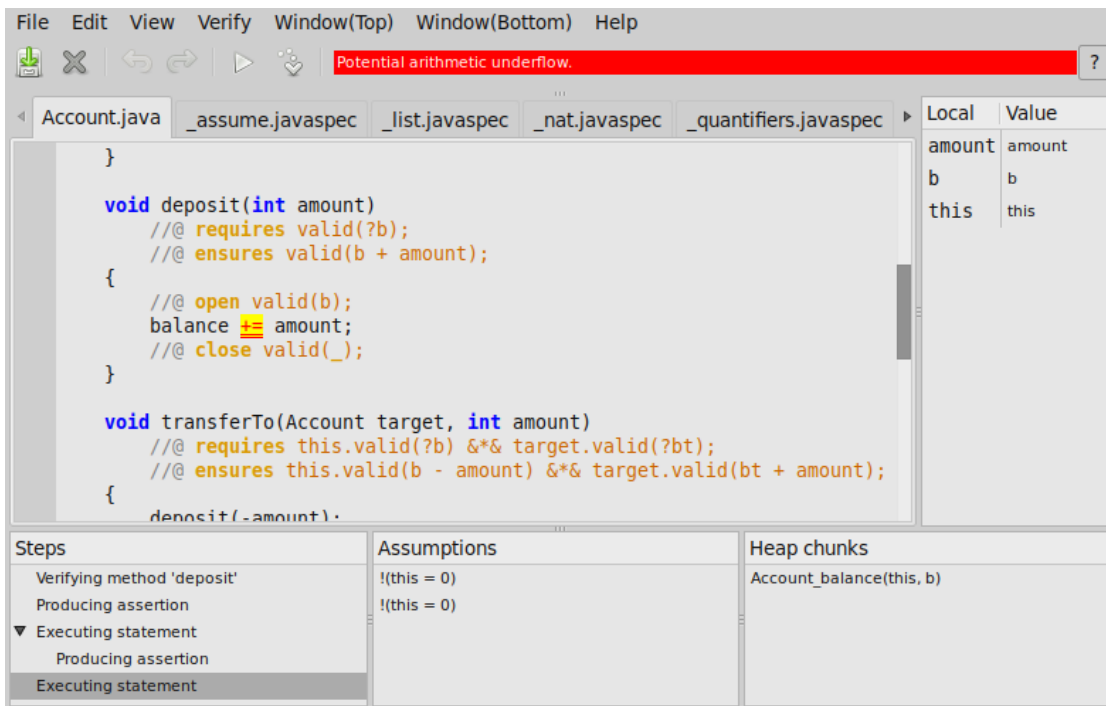 File Edit View Verify Window(Top) Window(Bottom) Help
Potential arithmetic underflow.
?
Account.java _assume.javaspec _list.javaspec _nat.javaspec _quantifiers.javaspec
Local Value
amount amount
b b
this this
}
void deposit(int amount)
//@ requires valid(?b);
//@ ensures valid(b + amount);
{
//@ open valid(b);
balance += amount;
//@ close valid(_);
}
void transferTo(Account target, int amount)
//@ requires this.valid(?b) &*& target.valid(?bt);
//@ ensures this.valid(b - amount) &*& target.valid(bt + amount);
{
deposit(-amount);
Steps
Verifying method 'deposit'
Producing assertion
Executing statement
Producing assertion
Executing statement
Assumptions
!(this = 0)
!(this = 0)
Heap chunks
Account_balance(this, b)